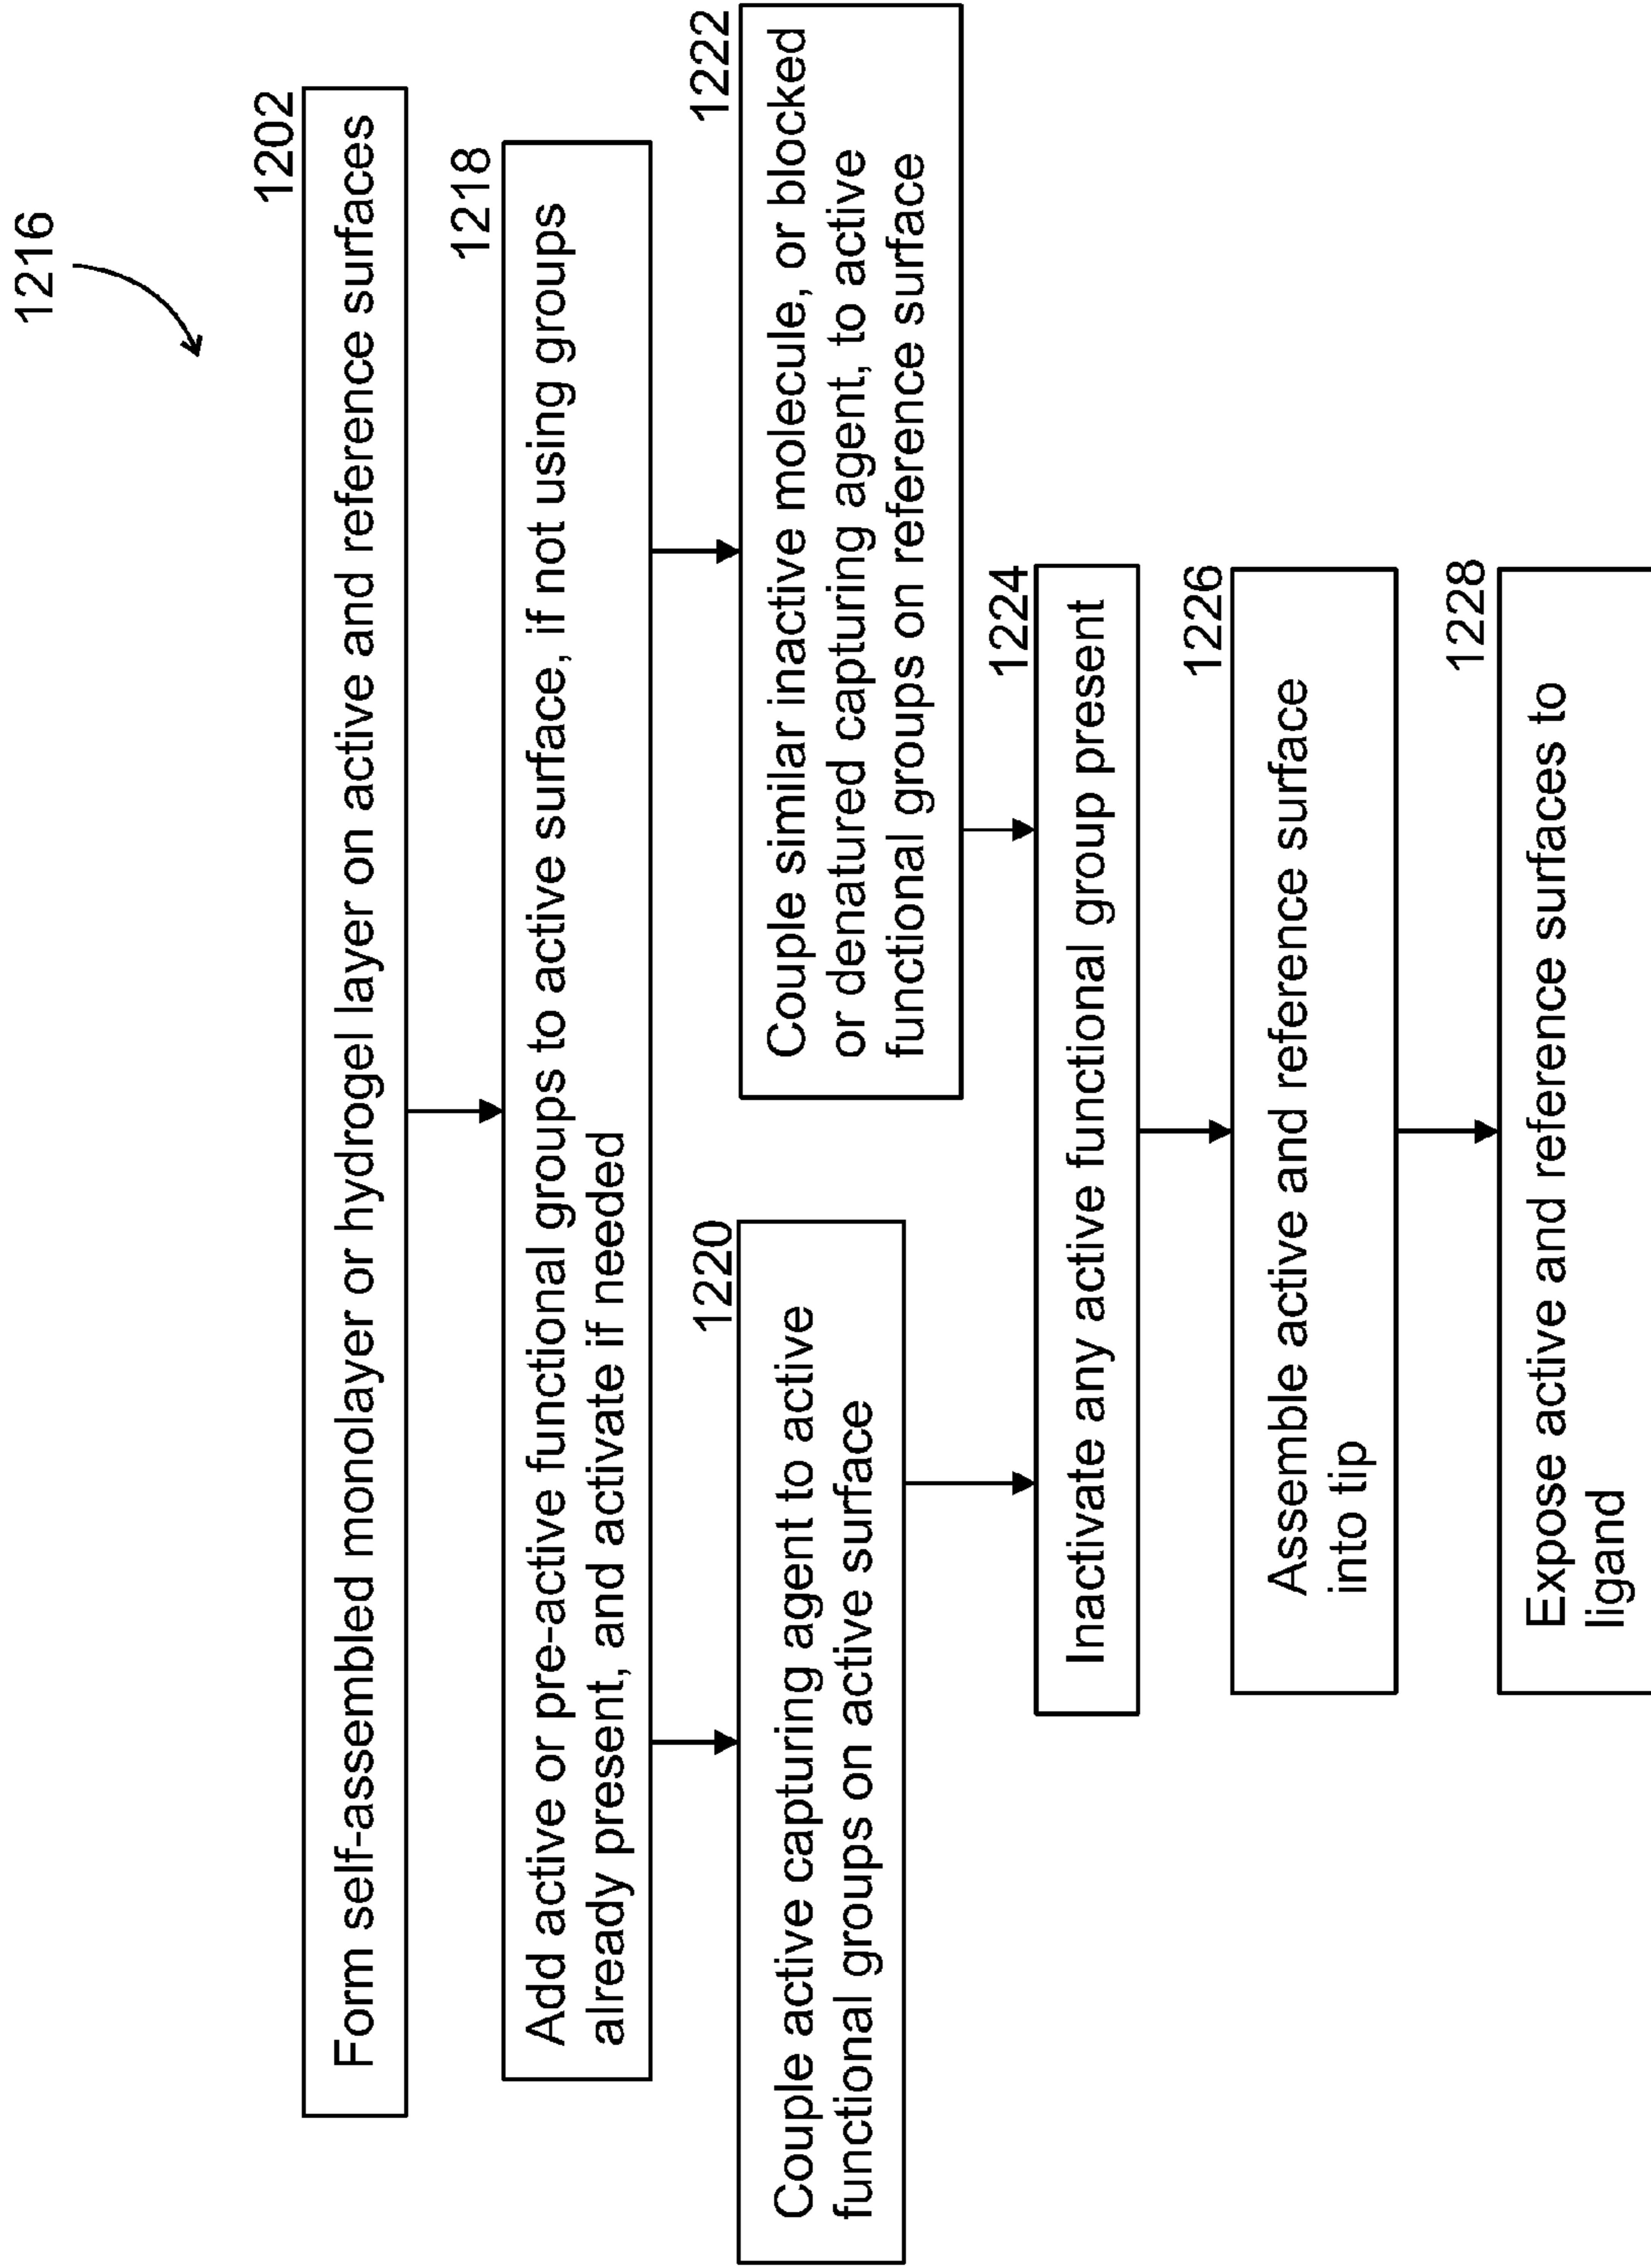 1216
1202
Form self-assembled monolayer or hydrogel layer on active and reference surfaces
1218
Add active or pre-active functional groups to active surface, if not using groups
already present, and activate if needed
1220
Couple active capturing agent to active
functional groups on active surface
1222
Couple similar inactive molecule, or blocked
or denatured capturing agent, to active
functional groups on reference surface
1224
Inactivate any active functional group present
1226
Assemble active and reference surface
into tip
1228
Expose active and reference surfaces to
ligand